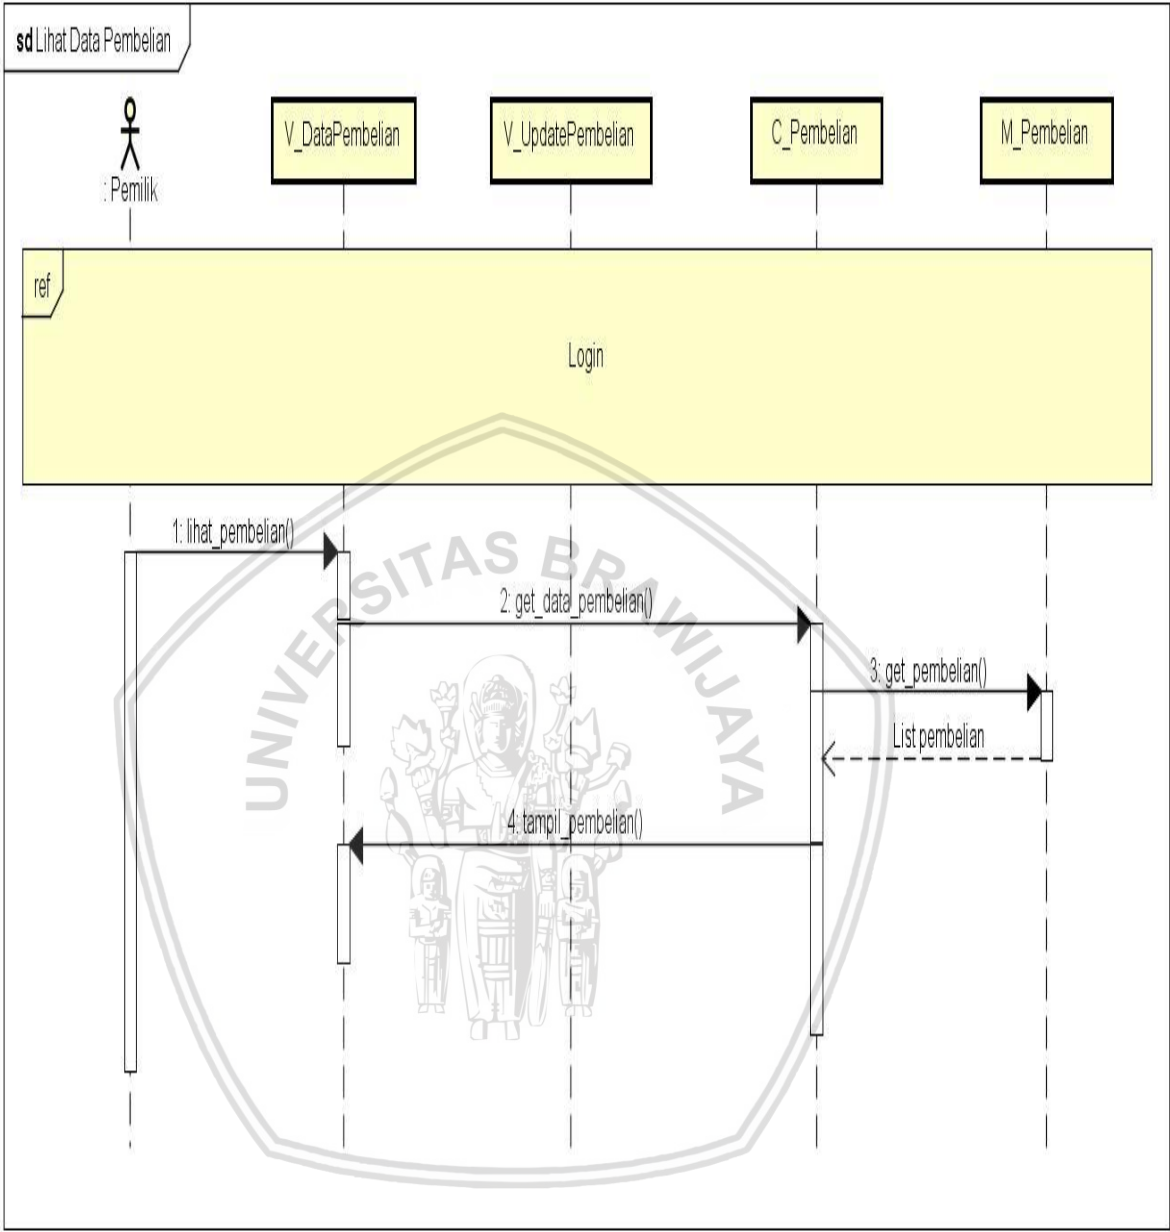 sd Lihat Data Pembelian
: Pemilik
V_DataPembelian
V_UpdatePembelian
C_Pembelian
M_Pembelian
ref
Login
1: lihat_pembelian()
2: get_data_pembelian()
3: get_pembelian()
List pembelian
4: tampil_pembelian()
UNIVERSITAS BRAWIJAYA